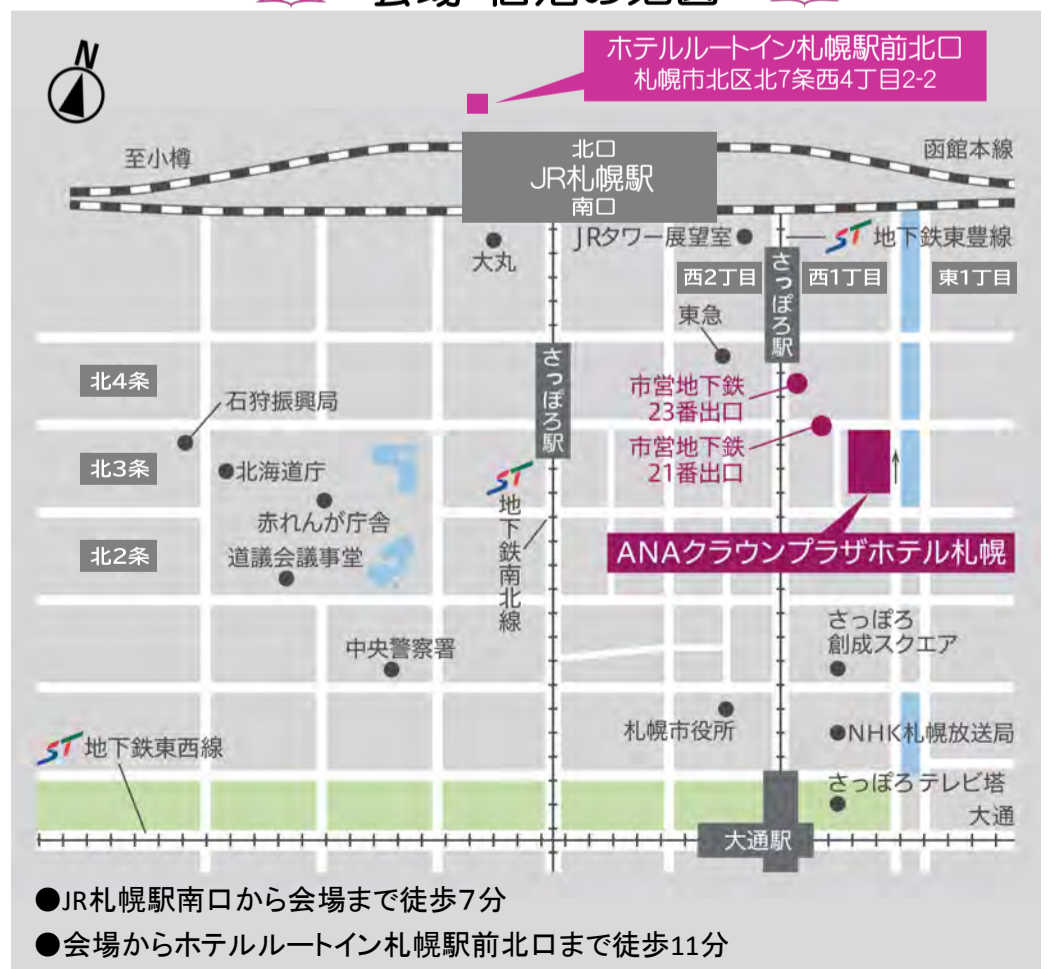 会場・宿泊の地図
N
ホテルルートイン札幌駅前北口
札幌市北区北7条西4丁目2-2
至小樽
函館本線
北口
JR札幌駅
南口
大丸
JRタワー展望室
ST 地下鉄東豊線
西2丁目
さっぽろ駅
西1丁目
東1丁目
東急
北4条
さっぽろ駅
石狩振興局
市営地下鉄
23番出口
市営地下鉄
21番出口
北3条
北海道庁
赤れんが庁舎
ST
地下鉄南北線
北2条
道議会議事堂
ANAクラウンプラザホテル札幌
さっぽろ
創成スクエア
中央警察署
札幌市役所
NHK札幌放送局
ST 地下鉄東西線
さっぽろテレビ塔
大通
大通駅
●JR札幌駅南口から会場まで徒歩7分
●会場からホテルルートイン札幌駅前北口まで徒歩11分